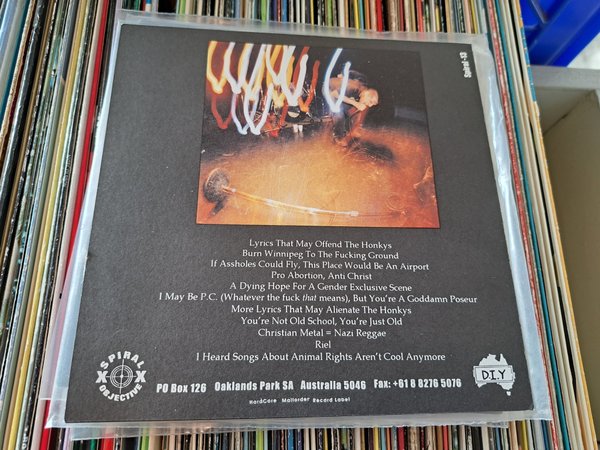 Spiral-13
Lyrics That May Offend The Honkys
Burn Winnipeg To The Fucking Ground
If Assholes Could Fly, This Place Would Be An Airport
Pro Abortion, Anti Christ
A Dying Hope For A Gender Exclusive Scene
I May Be P.C. (Whatever the fuck that means), But You're A Goddamn Poseur
More Lyrics That May Alienate The Honkys
You're Not Old School, You're Just Old
Christian Metal = Nazi Reggae
Riel
I Heard Songs About Animal Rights Aren't Cool Anymore
SPIRAL
X X
OBJECTIVE
PO Box 126 Oaklands Park SA Australia 5046 Fax: +61 8 8276 5076
D.I.Y
HardCore Mailorder Record Label